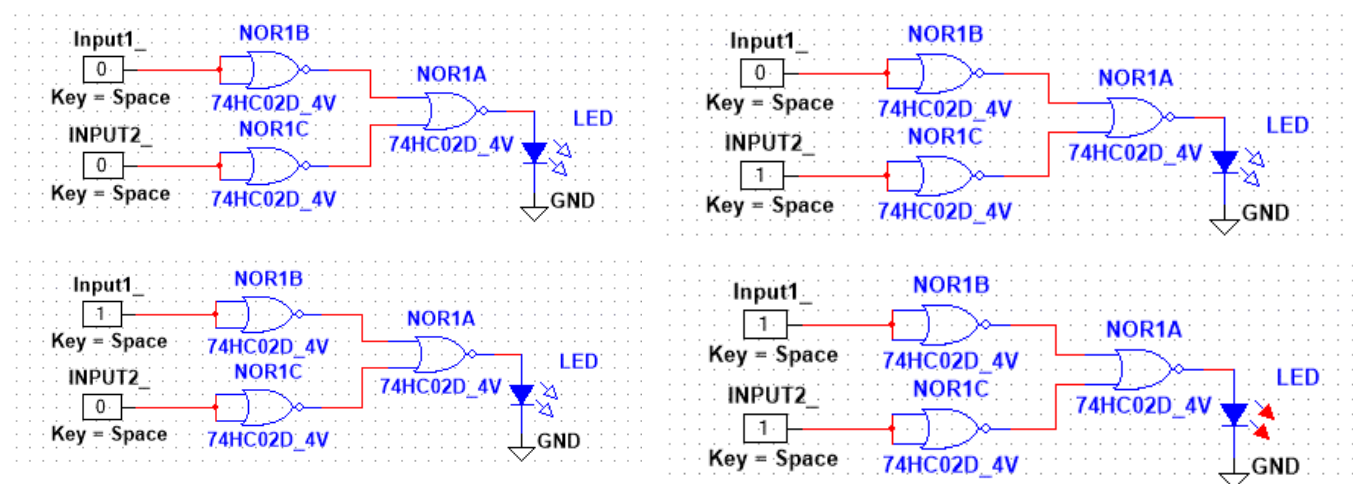 Input1_
NOR1B
0
NOR1A
Key = Space
74HC02D_4V
LED
INPUT2_
NOR1C
74HC02D_4V
0
Key = Space
74HC02D_4V
GND
Input1_
NOR1B
0
NOR1A
Key = Space
74HC02D_4V
LED
INPUT2_
NOR1C
74HC02D_4V
1
Key = Space
74HC02D_4V
GND
Input1_
NOR1B
1
NOR1A
Key = Space
74HC02D_4V
LED
INPUT2_
NOR1C
74HC02D_4V
0
Key = Space
74HC02D_4V
GND
Input1_
NOR1B
1
NOR1A
Key = Space
74HC02D_4V
LED
INPUT2_
NOR1C
74HC02D_4V
1
Key = Space
74HC02D_4V
GND